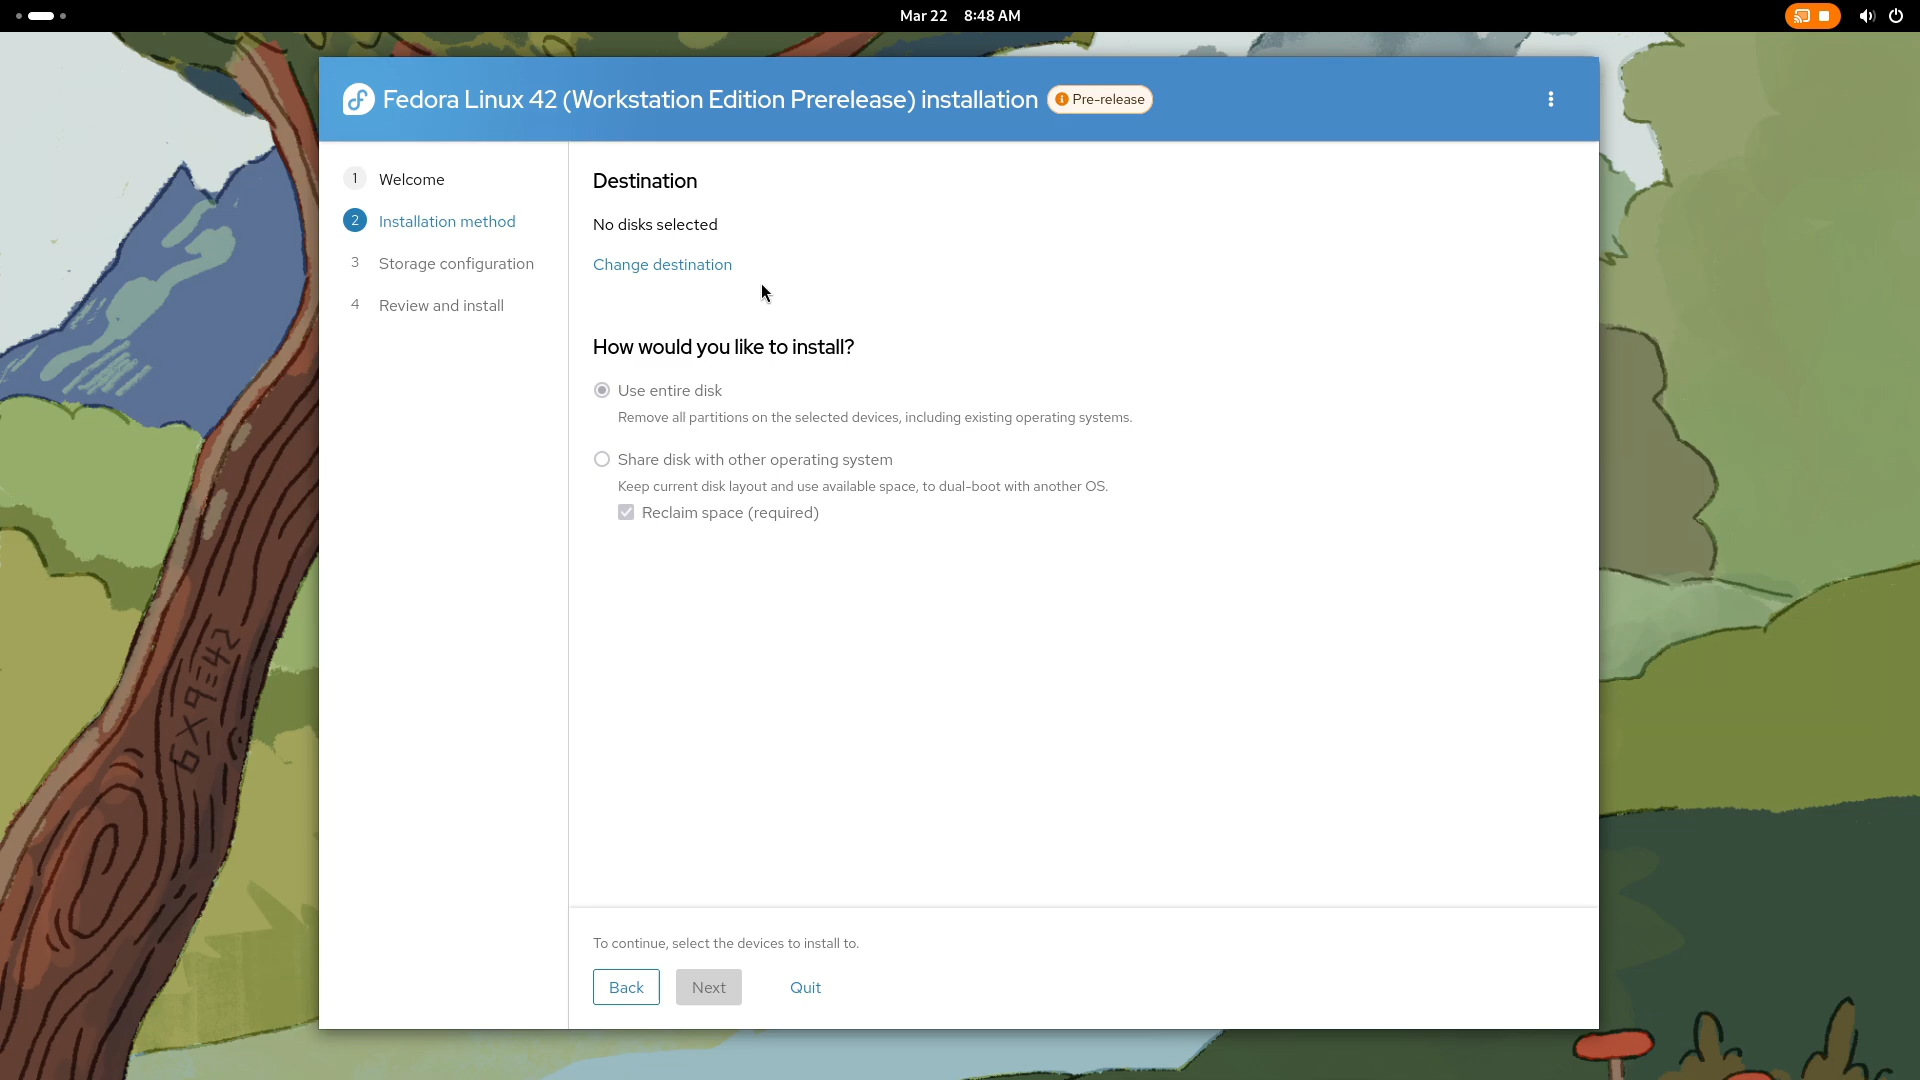 Mar 22 8:48 AM
Fedora Linux 42 (Workstation Edition Prerelease) installation
Pre-release
1 Welcome
2 Installation method
3 Storage configuration
4 Review and install
Destination
No disks selected
Change destination
How would you like to install?
Use entire disk
Remove all partitions on the selected devices, including existing operating systems.
Share disk with other operating system
Keep current disk layout and use available space, to dual-boot with another OS.
Reclaim space (required)
To continue, select the devices to install to.
Back Next Quit
6x9=42